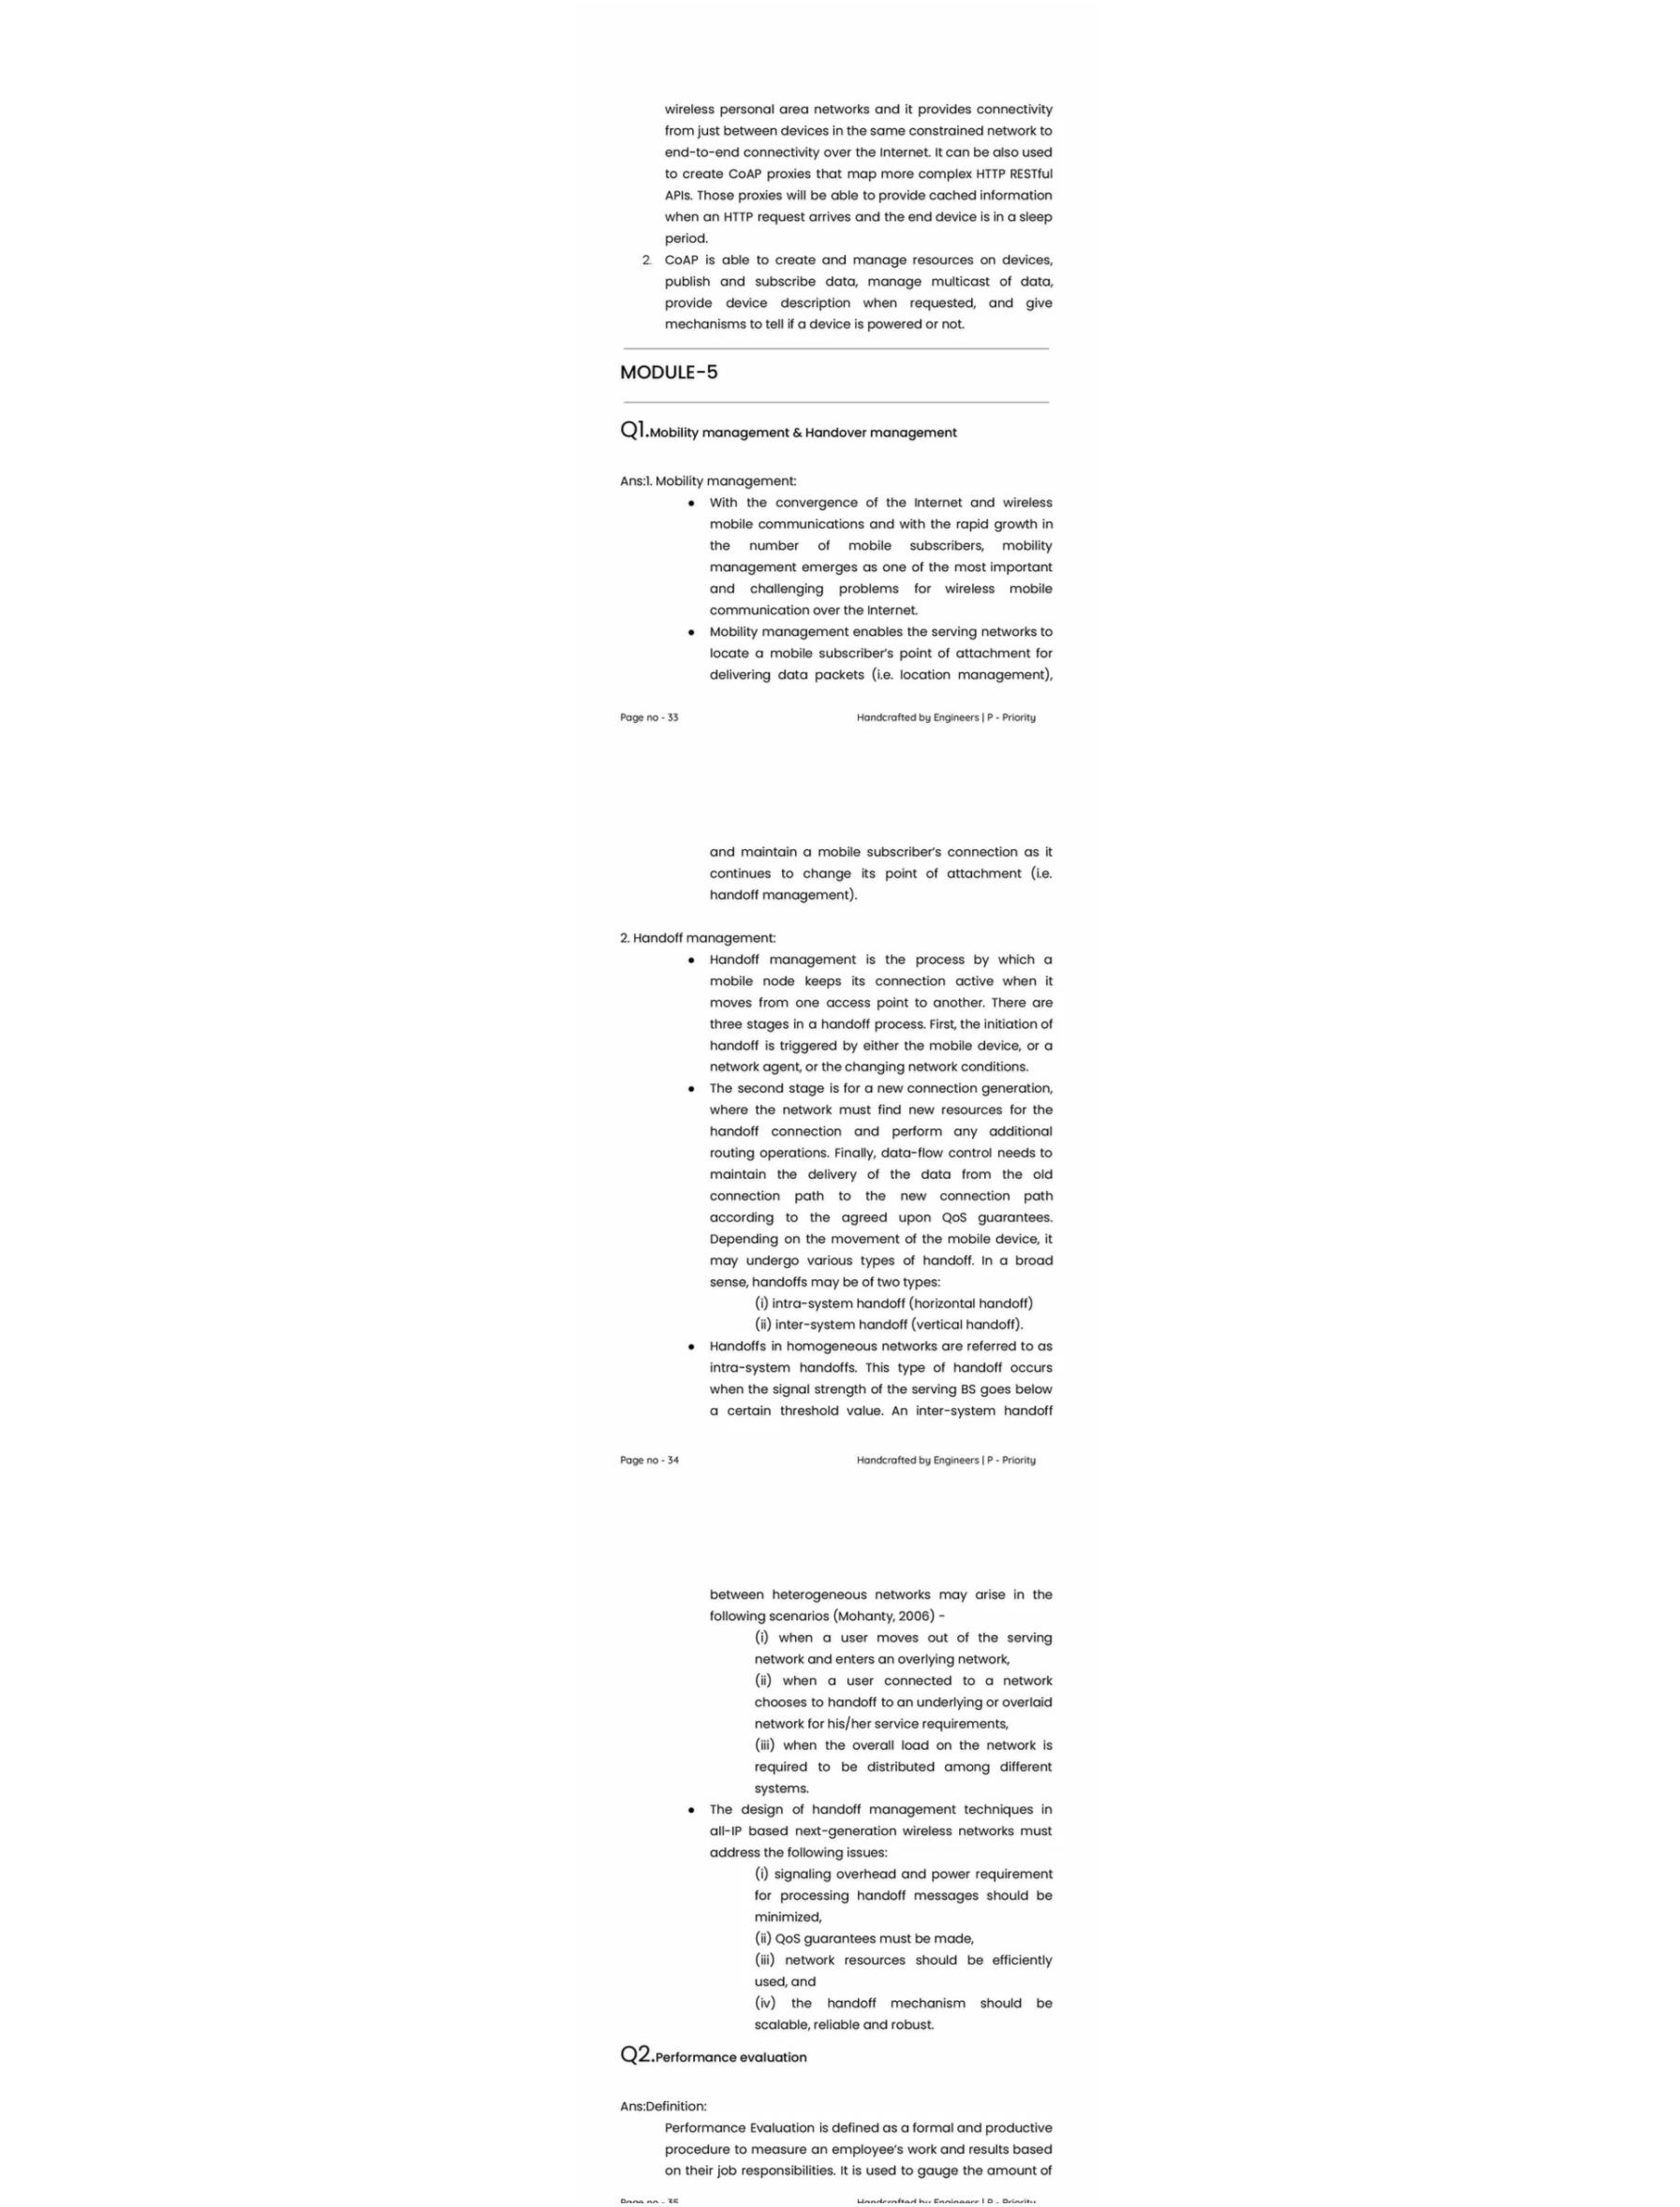 wireless personal area networks and it provides connectivity
from just between devices in the same constrained network to
end-to-end connectivity over the Internet. It can be also used
to create CoAP proxies that map more complex HTTP RESTful
APIs. Those proxies will be able to provide cached information
when an HTTP request arrives and the end device is in a sleep
period.
2. CoAP is able to create and manage resources on devices,
publish and subscribe data, manage multicast of data,
provide device description when requested, and give
mechanisms to tell if a device is powered or not.
MODULE-5
Q1.Mobility management & Handover management
Ans:1. Mobility management:
● With the convergence of the Internet and wireless
mobile communications and with the rapid growth in
the number of mobile subscribers, mobility
management emerges as one of the most important
and challenging problems for wireless mobile
communication over the Internet.
● Mobility management enables the serving networks to
locate a mobile subscriber's point of attachment for
delivering data packets (i.e. location management),
Page no - 33 Handcrafted by Engineers | P - Priority
and maintain a mobile subscriber's connection as it
continues to change its point of attachment (i.e.
handoff management).
2. Handoff management:
● Handoff management is the process by which a
mobile node keeps its connection active when it
moves from one access point to another. There are
three stages in a handoff process. First, the initiation of
handoff is triggered by either the mobile device, or a
network agent, or the changing network conditions.
● The second stage is for a new connection generation,
where the network must find new resources for the
handoff connection and perform any additional
routing operations. Finally, data-flow control needs to
maintain the delivery of the data from the old
connection path to the new connection path
according to the agreed upon QoS guarantees.
Depending on the movement of the mobile device, it
may undergo various types of handoff. In a broad
sense, handoffs may be of two types:
(i) intra-system handoff (horizontal handoff)
(ii) inter-system handoff (vertical handoff).
● Handoffs in homogeneous networks are referred to as
intra-system handoffs. This type of handoff occurs
when the signal strength of the serving BS goes below
a certain threshold value. An inter-system handoff
Page no - 34 Handcrafted by Engineers | P - Priority
between heterogeneous networks may arise in the
following scenarios (Mohanty, 2006) -
(i) when a user moves out of the serving
network and enters an overlying network,
(ii) when a user connected to a network
chooses to handoff to an underlying or overlaid
network for his/her service requirements,
(iii) when the overall load on the network is
required to be distributed among different
systems.
● The design of handoff management techniques in
all-IP based next-generation wireless networks must
address the following issues:
(i) signaling overhead and power requirement
for processing handoff messages should be
minimized,
(ii) QoS guarantees must be made,
(iii) network resources should be efficiently
used, and
(iv) the handoff mechanism should be
scalable, reliable and robust.
Q2.Performance evaluation
Ans:Definition:
Performance Evaluation is defined as a formal and productive
procedure to measure an employee's work and results based
on their job responsibilities. It is used to gauge the amount of
Page no - 35 Handcrafted by Engineers | P - Priority